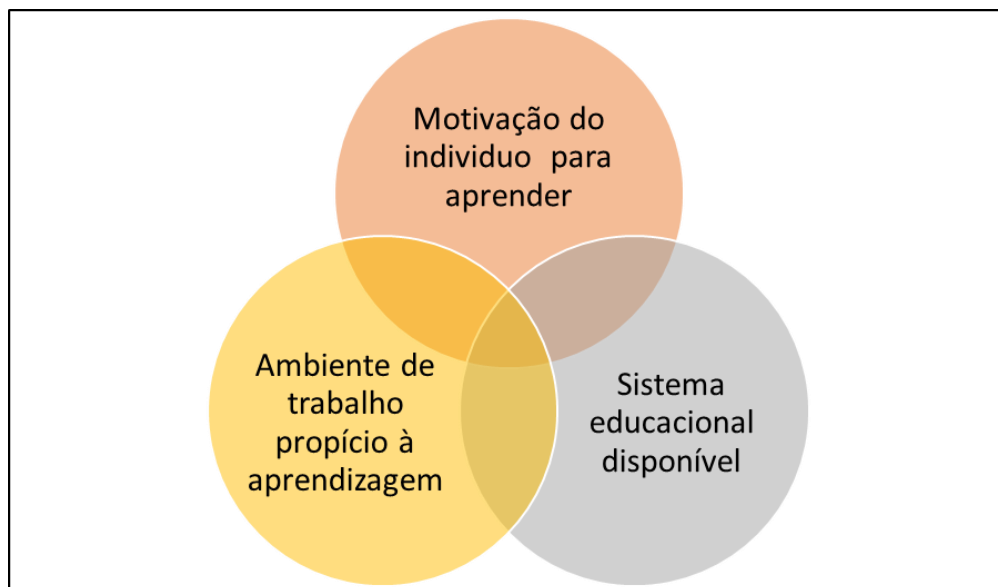 Motivação do
individuo para
aprender
Ambiente de
trabalho
propício à
aprendizagem
Sistema
educacional
disponível